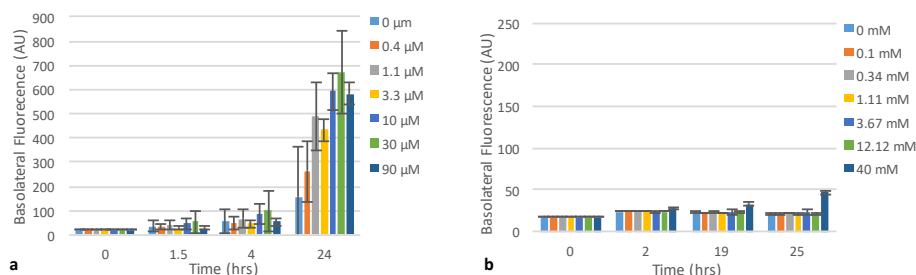 Basolateral Fluorecence (AU)
900
800
700
600
500
400
300
200
100
0
0
1.5
4
24
Time (hrs)
0 µm
0.4 µM
1.1 µM
3.3 µM
10 µM
30 µM
90 µM
a
Basolateral Fluorescence (AU)
250
200
150
100
50
0
0
2
19
25
Time (hrs)
0 mM
0.1 mM
0.34 mM
1.11 mM
3.67 mM
12.12 mM
40 mM
b